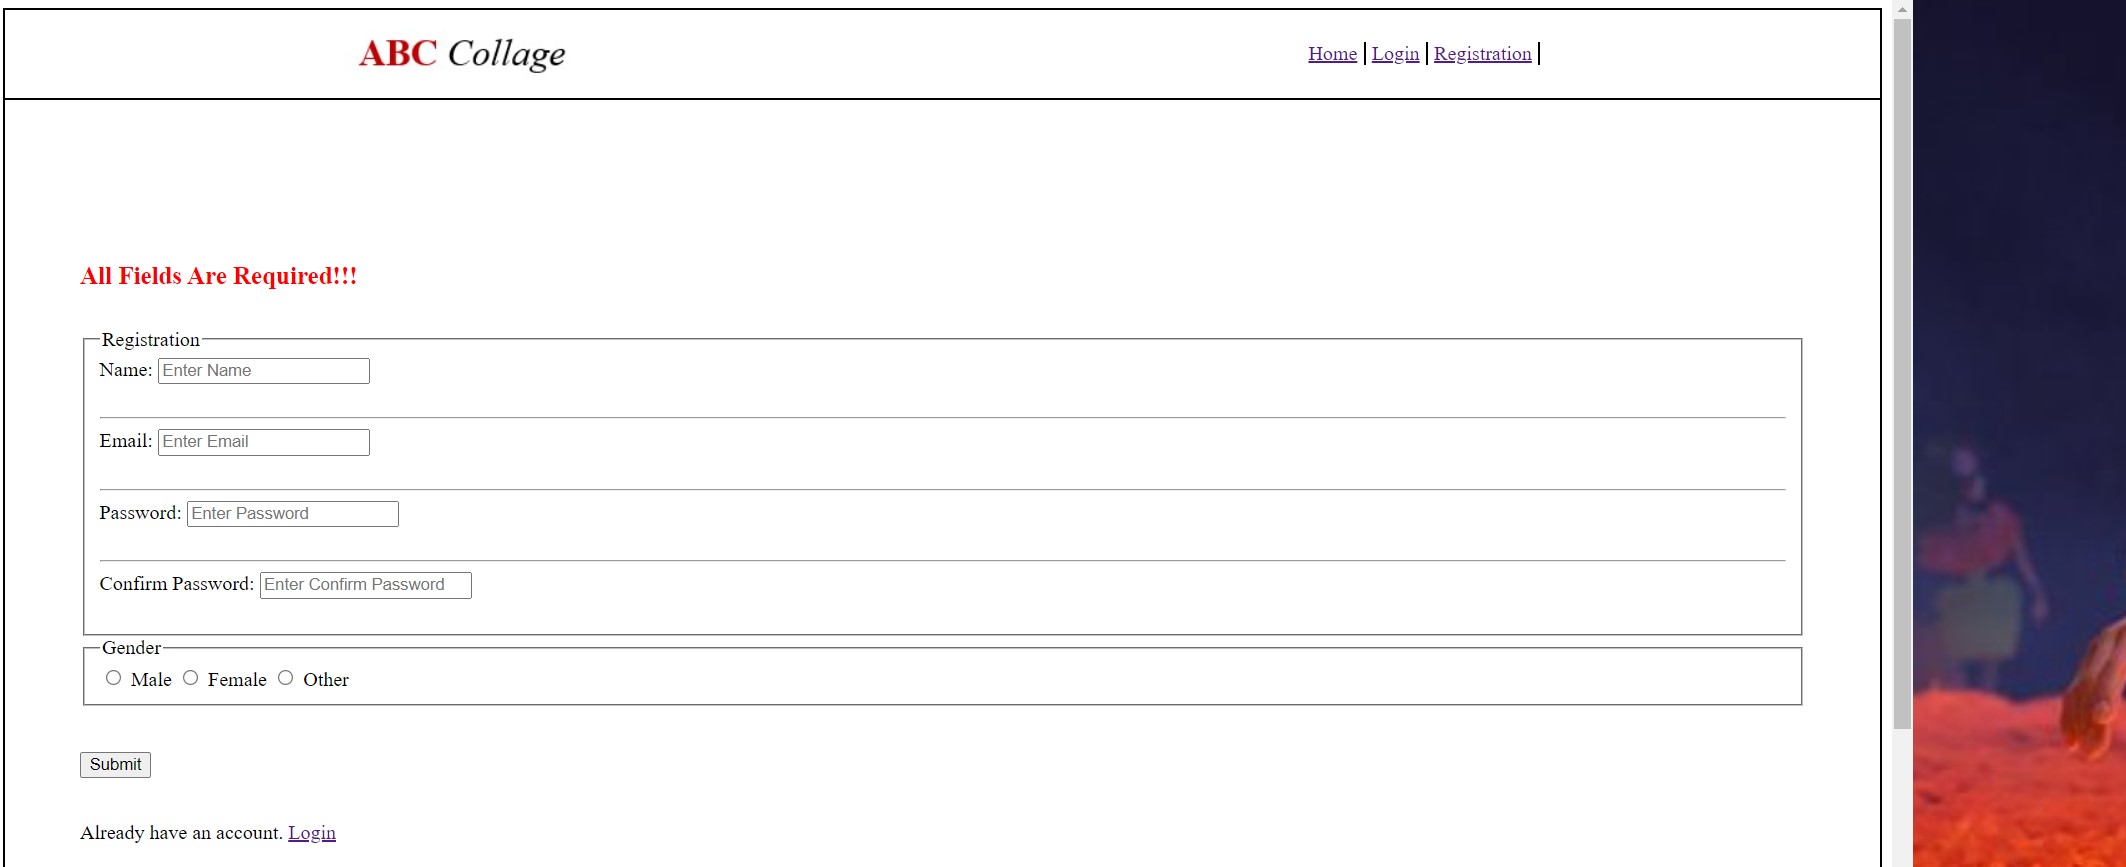 ABC Collage
Home | Login | Registration |
All Fields Are Required!!!
Registration
Name: Enter Name
Email: Enter Email
Password: Enter Password
Confirm Password: Enter Confirm Password
Gender
Male Female Other
Submit
Already have an account. Login